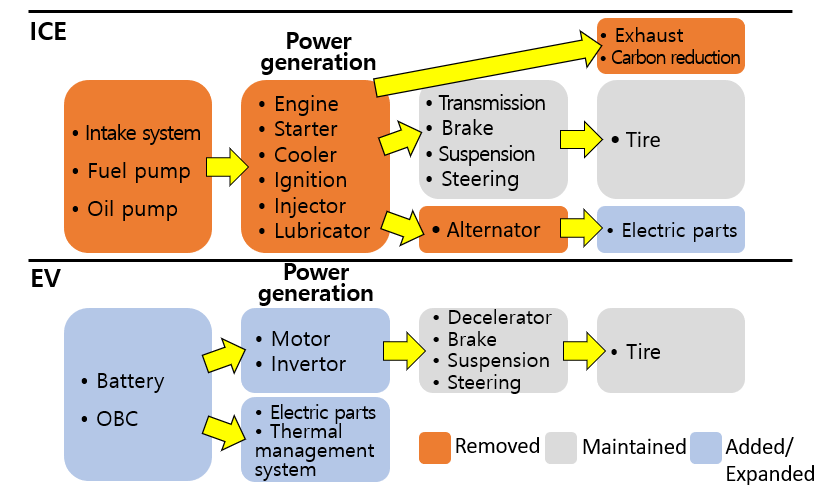 ICE
Power
generation
• Exhaust
• Carbon reduction
• Intake system
• Fuel pump
• Oil pump
• Engine
• Starter
• Cooler
• Ignition
• Injector
• Lubricator
• Transmission
• Brake
• Suspension
• Steering
• Tire
• Alternator
• Electric parts
EV
Power
generation
• Battery
• OBC
• Motor
• Invertor
• Decelerator
• Brake
• Suspension
• Steering
• Tire
• Electric parts
• Thermal
management
system
Removed
Maintained
Added/
Expanded